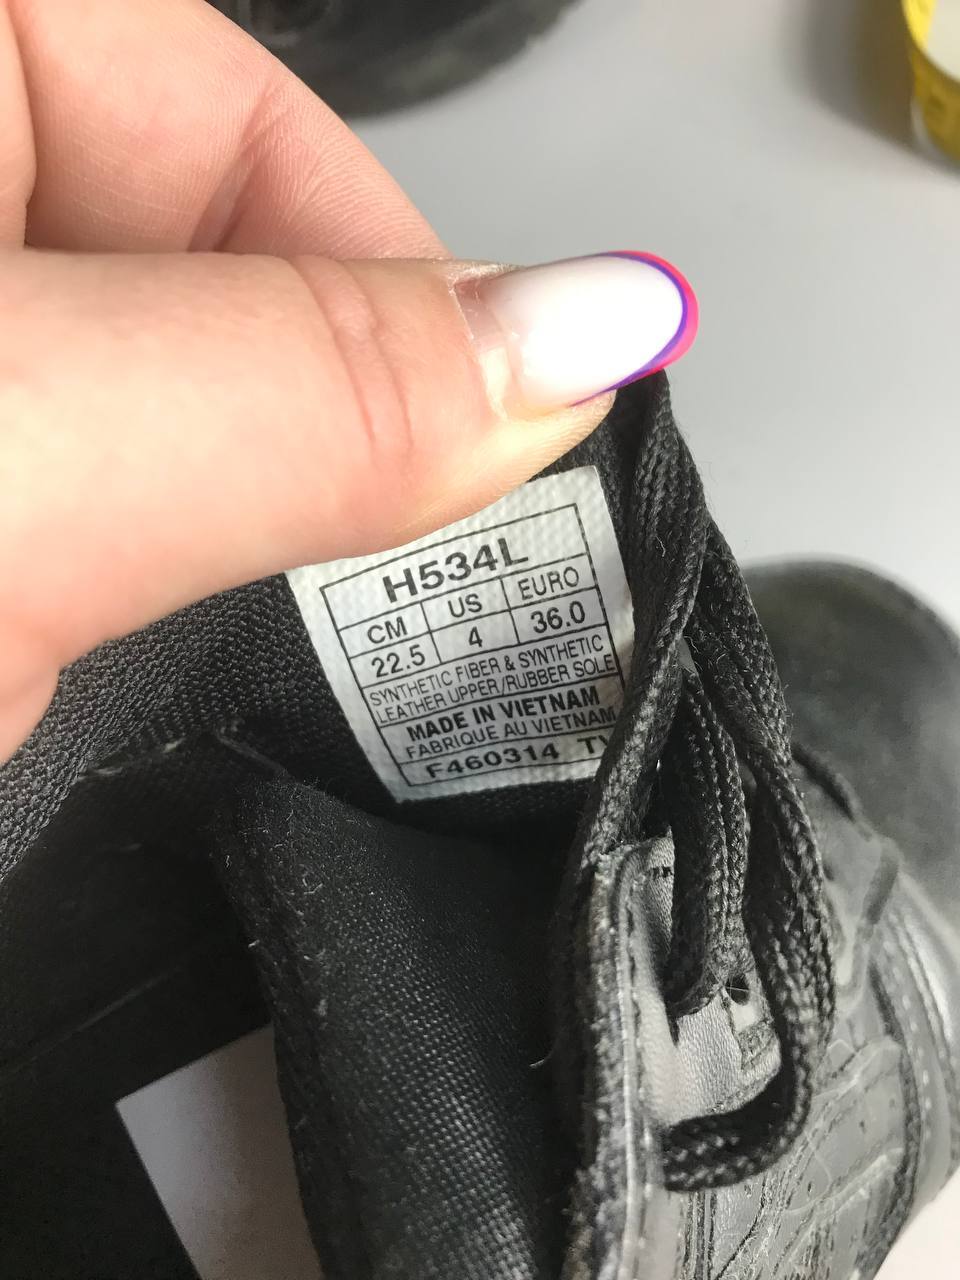 H534L
CM US EURO
22.5 4 36.0
SYNTHETIC FIBER & SYNTHETIC
LEATHER UPPER/RUBBER SOLE
MADE IN VIETNAM
FABRIQUE AU VIETNAM
F460314